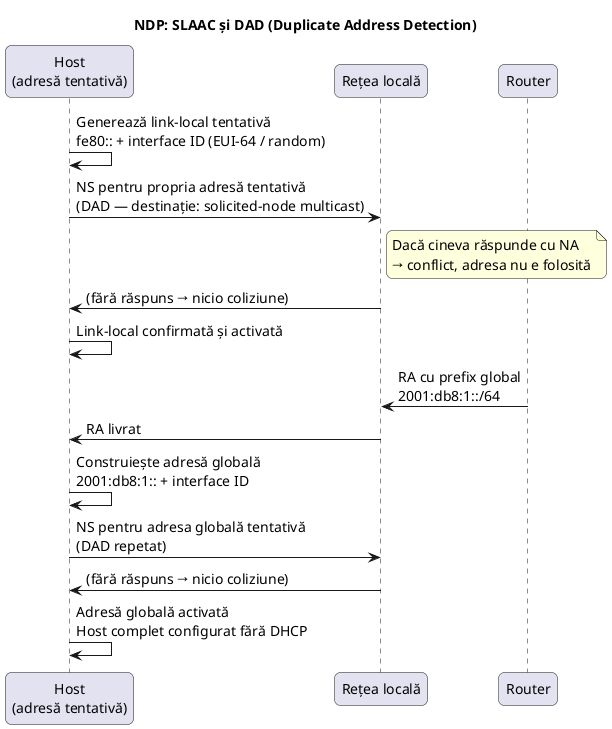 NDP: SLAAC și DAD (Duplicate Address Detection)
Host
(adresă tentativă)
Rețea locală
Router
Generează link-local tentativă
fe80:: + interface ID (EUI-64 / random)
NS pentru propria adresă tentativă
(DAD — destinație: solicited-node multicast)
Dacă cineva răspunde cu NA
→ conflict, adresa nu e folosită
(fără răspuns → nicio coliziune)
Link-local confirmată și activată
RA cu prefix global
2001:db8:1::/64
RA livrat
Construiește adresă globală
2001:db8:1:: + interface ID
NS pentru adresa globală tentativă
(DAD repetat)
(fără răspuns → nicio coliziune)
Adresă globală activată
Host complet configurat fără DHCP
Host
(adresă tentativă)
Rețea locală
Router